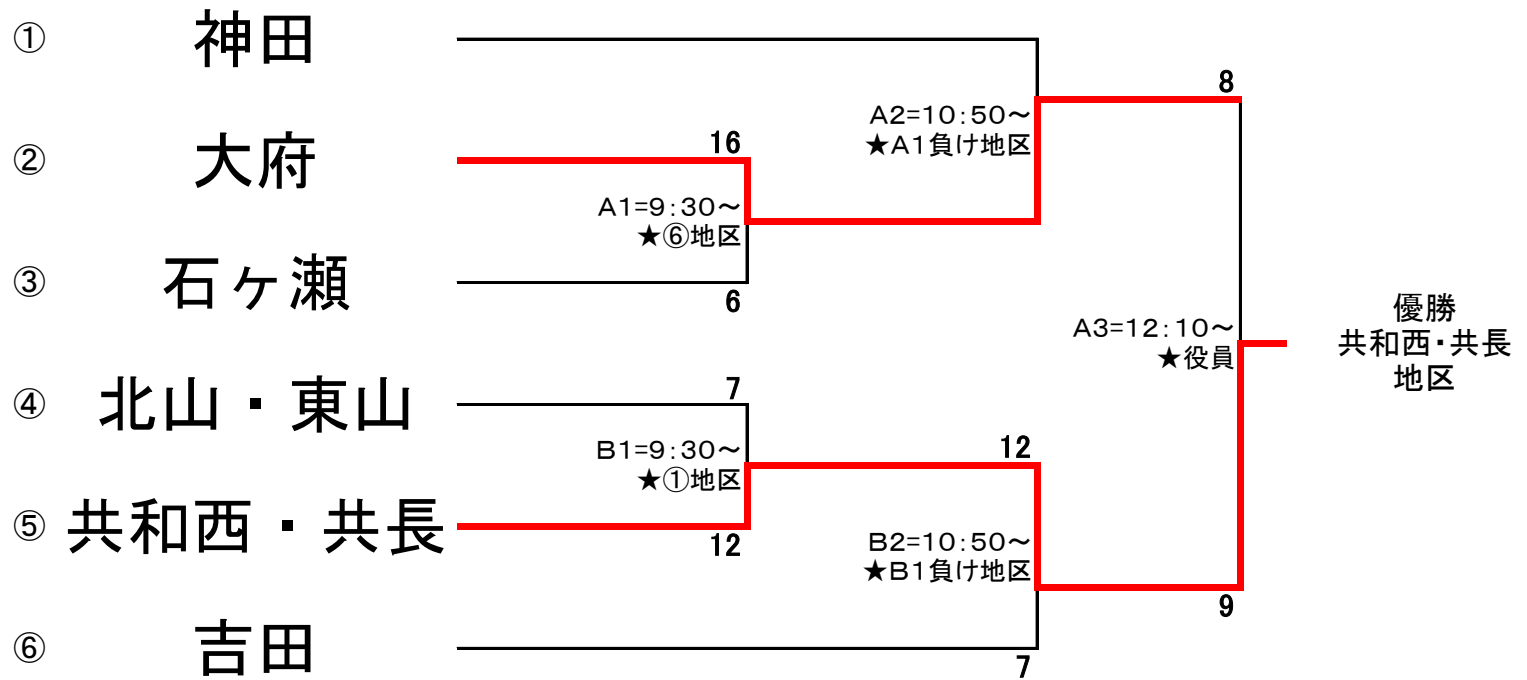 ① 神田
8
A2=10:50～
★A1負け地区
16
② 大府
A1=9:30～
★⑥地区
③ 石ヶ瀬
6
優勝
共和西・共長
地区
A3=12:10～
★役員
7
④ 北山・東山
B1=9:30～
★①地区
12
⑤ 共和西・共長
12
B2=10:50～
★B1負け地区
9
⑥ 吉田
7